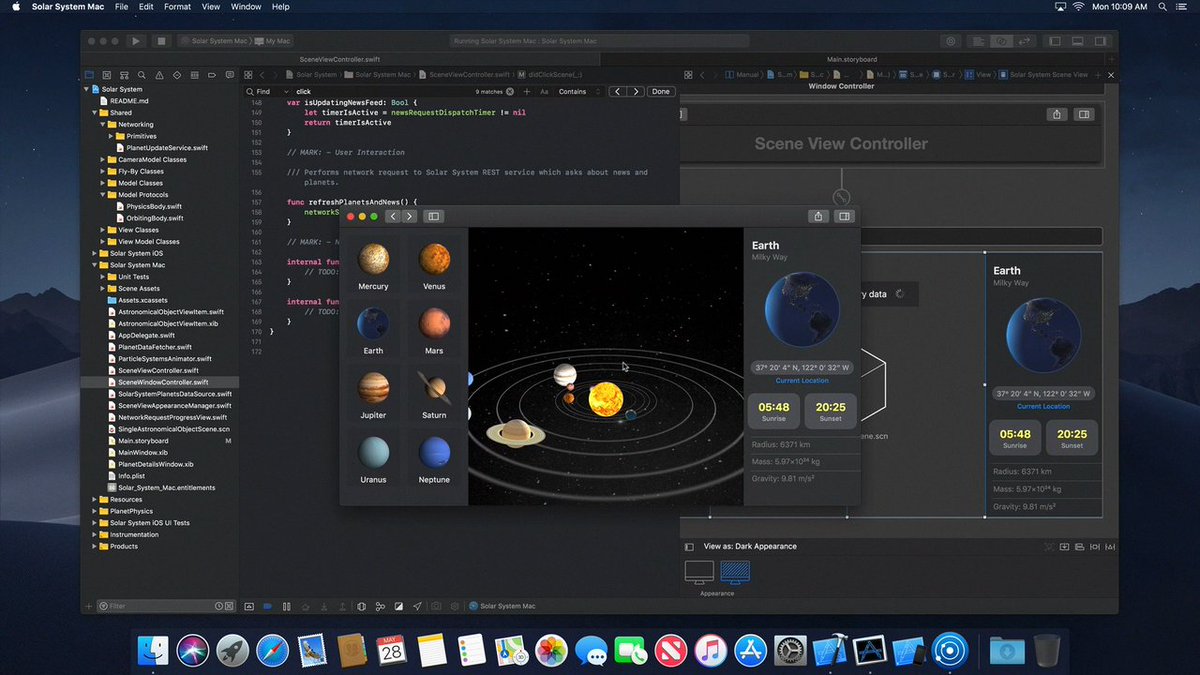 Solar System Mac File Edit Format View Window Help
Mon 10:09 AM
Solar System Mac My Mac
Running Solar System Mac : Solar System Mac
SceneViewController.swift
Main.storyboard
Solar System Solar System Mac SceneViewController.swift M didClickScene(_:)
Manual S...m S...c M...) S...e S...r View Solar System Scene View
Find click 9 matches Aa Contains Done
Solar System
README.md
Shared
Networking
Primitives
PlanetUpdateService.swift
CameraModel Classes
Fly-By Classes
Model Classes
Model Protocols
PhysicsBody.swift
OrbitingBody.swift
View Classes
View Model Classes
Solar System iOS
Solar System Mac
Unit Tests
Scene Assets
Assets.xcassets
AstronomicalObjectViewItem.swift
AstronomicalObjectViewItem.xib
AppDelegate.swift
PlanetDataFetcher.swift
ParticleSystemsAnimator.swift
SceneViewController.swift
SceneWindowController.swift
SolarSystemPlanetsDataSource.swift
SceneViewAppearanceManager.swift
NetworkRequestProgressView.swift
SingleAstronomicalObjectScene.scn
Main.storyboard M
MainWindow.xib
PlanetDetailsWindow.xib
Info.plist
Solar_System_Mac.entitlements
Resources
PlanetPhysics
Solar System iOS UI Tests
Instrumentation
Products
Filter
148 var isUpdatingNewsFeed: Bool {
149 let timerIsActive = newsRequestDispatchTimer != nil
150 return timerIsActive
151 }
152
153 // MARK: - User Interaction
154
155 /// Performs network request to Solar System REST service which asks about news and
planets.
156
157 func refreshPlanetsAndNews() {
158 networkS
159 }
160
161 // MARK: - N
162
163 internal fun
164 // TODO:
165 }
166
167 internal fun
168 // TODO:
169 }
170 }
171
172
Mercury
Venus
Earth
Mars
Jupiter
Saturn
Uranus
Neptune
Earth
Milky Way
37° 20' 4" N, 122° 0' 32" W
Current Location
05:48
Sunrise
20:25
Sunset
Radius: 6371 km
Mass: 5.97×10²⁴ kg
Gravity: 9.81 m/s²
Window Controller
Scene View Controller
ry data
e.scn
Earth
Milky Way
37° 20' 4" N, 122° 0' 32" W
Current Location
05:48
Sunrise
20:25
Sunset
Radius: 6371 km
Mass: 5.97×10²⁴ kg
Gravity: 9.81 m/s²
View as: Dark Appearance
Appearance
Solar System Mac
MAY
28